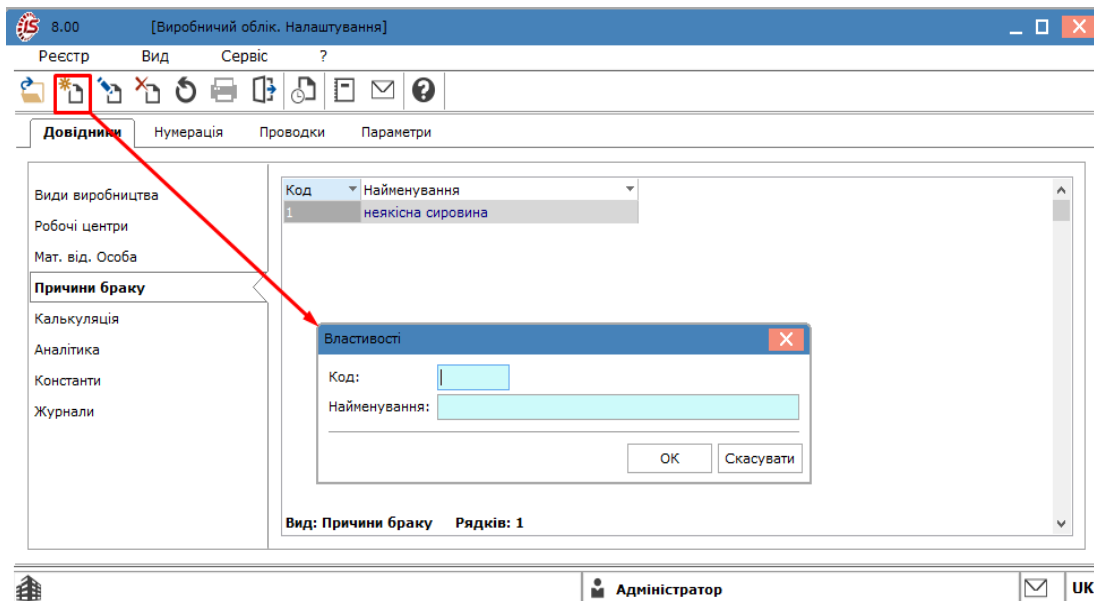 8.00 [Виробничий облік. Налаштування]
Реєстр Вид Сервіс ?
Довідники Нумерація Проводки Параметри
Види виробництва
Робочі центри
Мат. від. Особа
Причини браку
Калькуляція
Аналітика
Константи
Журнали
Код Найменування
1 неякісна сировина
Властивості
Код:
Найменування:
ОК Скасувати
Вид: Причини браку Рядків: 1
Адміністратор UK